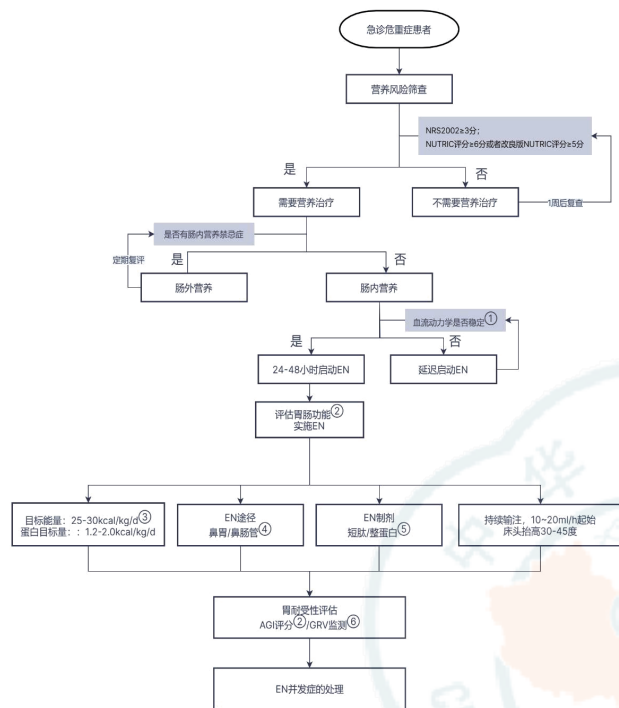 急诊危重症患者
营养风险筛查
NRS2002≥3分；
NUTRIC评分≥6分或者改良版NUTRIC评分≥5分
是
否
需要营养治疗
不需要营养治疗
1周后复查
是否有肠内营养禁忌症
定期复评
是
否
肠外营养
肠内营养
血流动力学是否稳定①
是
否
24-48小时启动EN
延迟启动EN
评估胃肠功能②
实施EN
目标能量：25-30kcal/kg/d③
蛋白目标量：：1.2-2.0kcal/kg/d
EN途径
鼻胃/鼻肠管④
EN制剂
短肽/整蛋白⑤
持续输注，10~20ml/h起始
床头抬高30-45度
胃耐受性评估
AGI评分②/GRV监测⑥
EN并发症的处理
中华